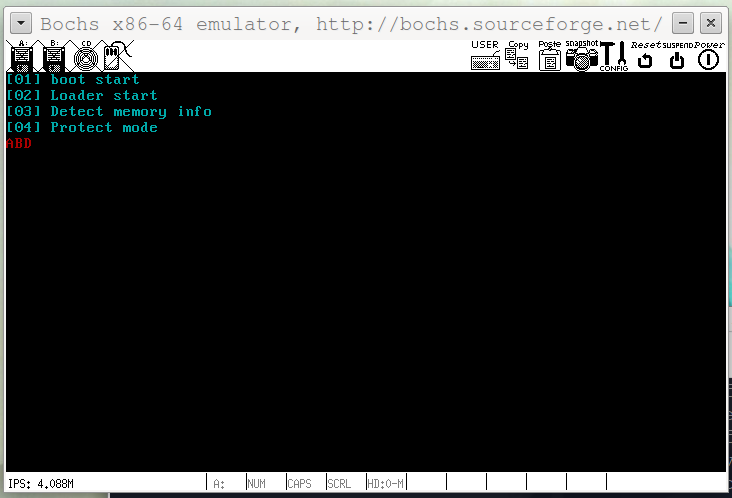 Bochs x86-64 emulator, http://bochs.sourceforge.net/
A: B: CD USER Copy Paste snapshot CONFIG Reset SUSPEND Power
[01] boot start
[02] Loader start
[03] Detect memory info
[04] Protect mode
ABD
IPS: 4.088M A: NUM CAPS SCRL HD:0-M